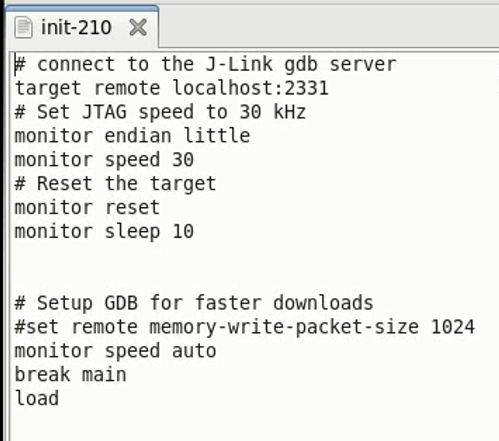 init-210
# connect to the J-Link gdb server
target remote localhost:2331
# Set JTAG speed to 30 kHz
monitor endian little
monitor speed 30
# Reset the target
monitor reset
monitor sleep 10
# Setup GDB for faster downloads
#set remote memory-write-packet-size 1024
monitor speed auto
break main
load